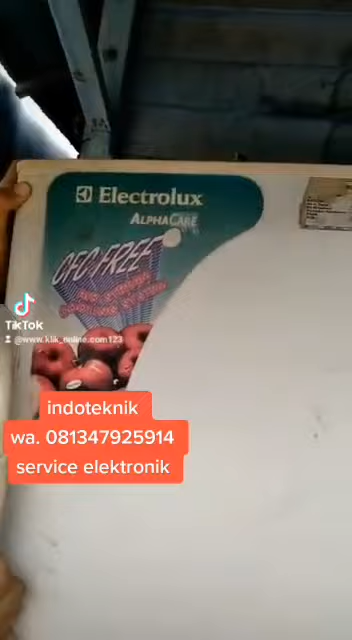 Electrolux
ALPHACARE
CFC FREE
TikTok
@www.klik_online.com123
indoteknik
wa. 081347925914
service elektronik